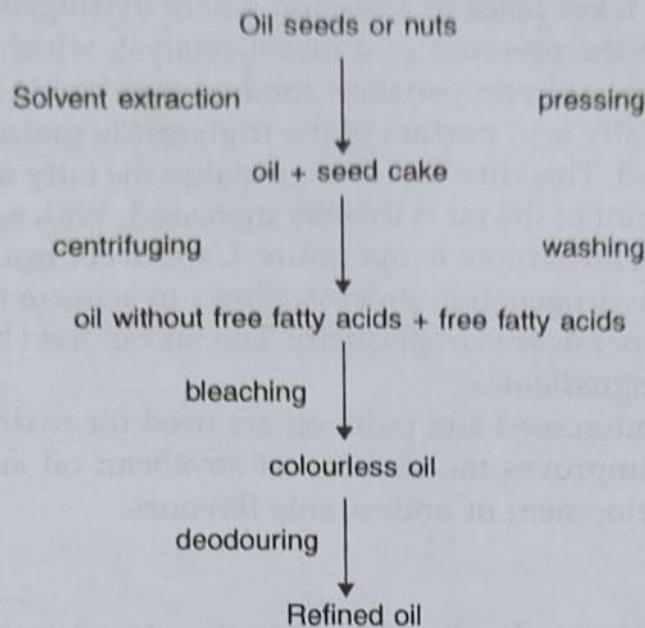 Oil seeds or nuts
Solvent extraction pressing
oil + seed cake
centrifuging washing
oil without free fatty acids + free fatty acids
bleaching
colourless oil
deodouring
Refined oil